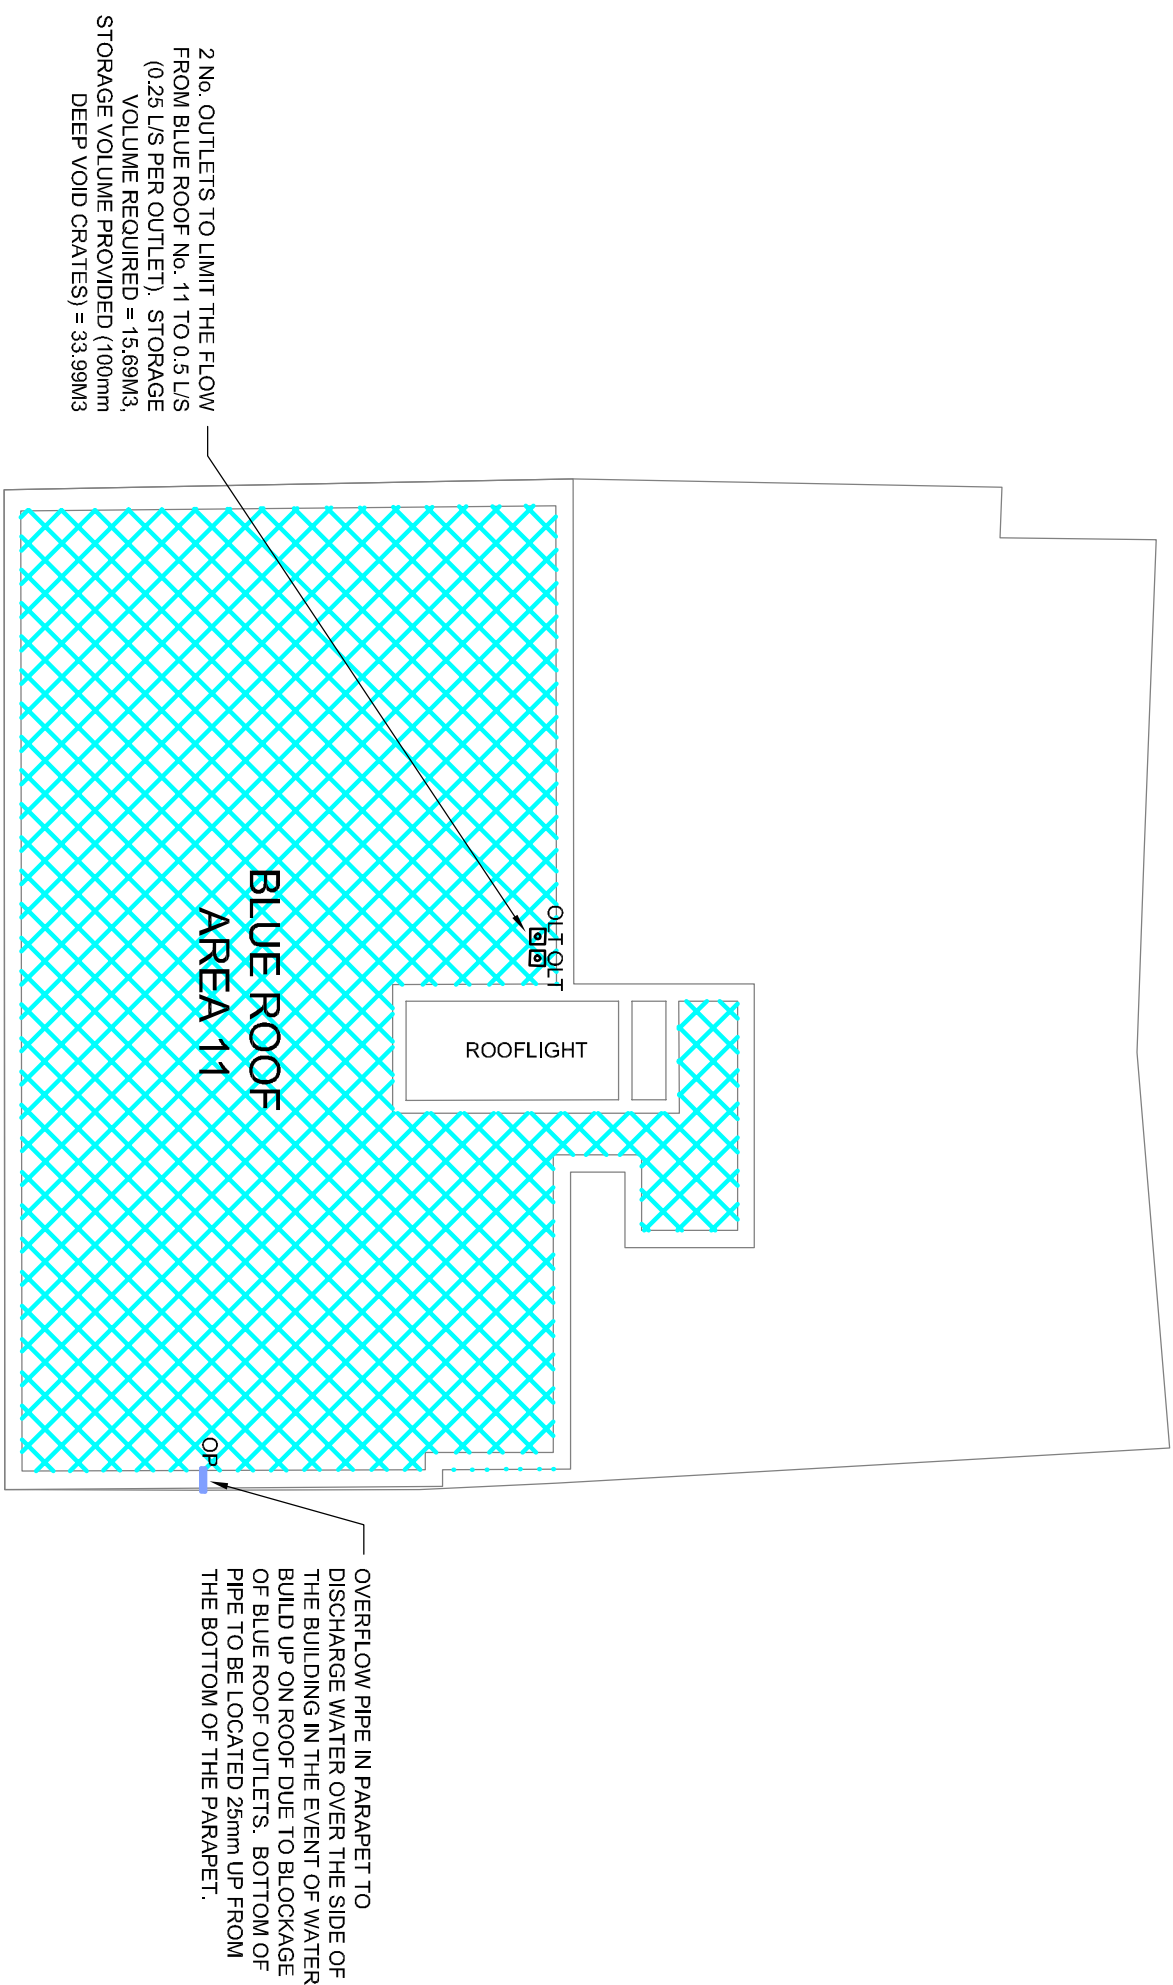 2 No. OUTLETS TO LIMIT THE FLOW
FROM BLUE ROOF No. 11 TO 0.5 L/S
(0.25 L/S PER OUTLET). STORAGE
VOLUME REQUIRED = 15.69M3,
STORAGE VOLUME PROVIDED (100mm
DEEP VOID CRATES) = 33.99M3
OLT OLT
ROOFLIGHT
BLUE ROOF
AREA 11
OP
OVERFLOW PIPE IN PARAPET TO
DISCHARGE WATER OVER THE SIDE OF
THE BUILDING IN THE EVENT OF WATER
BUILD UP ON ROOF DUE TO BLOCKAGE
OF BLUE ROOF OUTLETS. BOTTOM OF
PIPE TO BE LOCATED 25mm UP FROM
THE BOTTOM OF THE PARAPET.